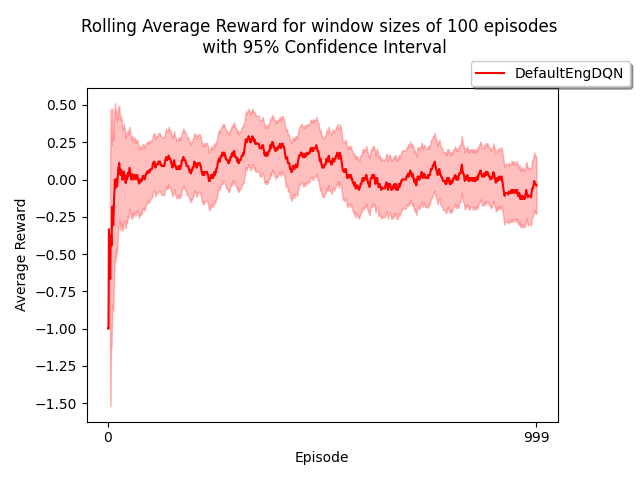 Rolling Average Reward for window sizes of 100 episodes
with 95% Confidence Interval
DefaultEngDQN
0.50
0.25
0.00
−0.25
−0.50
−0.75
−1.00
−1.25
−1.50
Average Reward
0 999
Episode